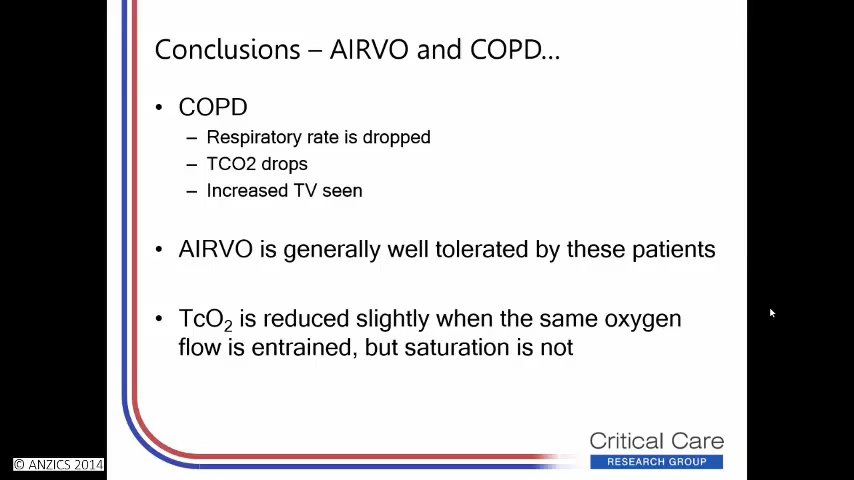 Conclusions – AIRVO and COPD...
• COPD
– Respiratory rate is dropped
– TCO2 drops
– Increased TV seen
• AIRVO is generally well tolerated by these patients
• TcO₂ is reduced slightly when the same oxygen
flow is entrained, but saturation is not
Critical Care
RESEARCH GROUP
© ANZICS 2014